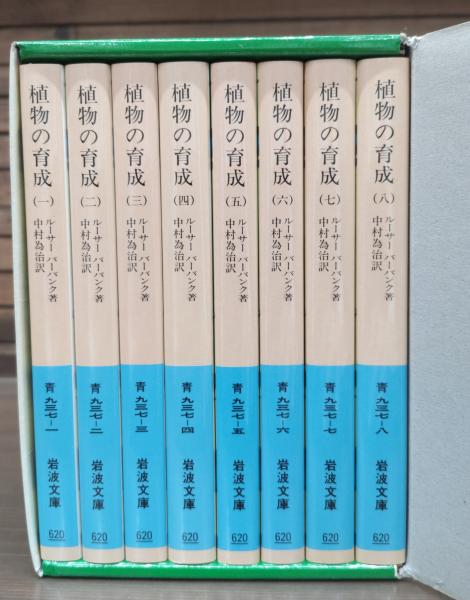 植物の育成(一)
ルーサー バーバンク著
中村為治訳
青 九三七-一
岩波文庫
620
植物の育成(二)
ルーサー バーバンク著
中村為治訳
青 九三七-二
岩波文庫
620
植物の育成(三)
ルーサー バーバンク著
中村為治訳
青 九三七-三
岩波文庫
620
植物の育成(四)
ルーサー バーバンク著
中村為治訳
青 九三七-四
岩波文庫
620
植物の育成(五)
ルーサー バーバンク著
中村為治訳
青 九三七-五
岩波文庫
620
植物の育成(六)
ルーサー バーバンク著
中村為治訳
青 九三七-六
岩波文庫
620
植物の育成(七)
ルーサー バーバンク著
中村為治訳
青 九三七-七
岩波文庫
620
植物の育成(八)
ルーサー バーバンク著
中村為治訳
青 九三七-八
岩波文庫
620